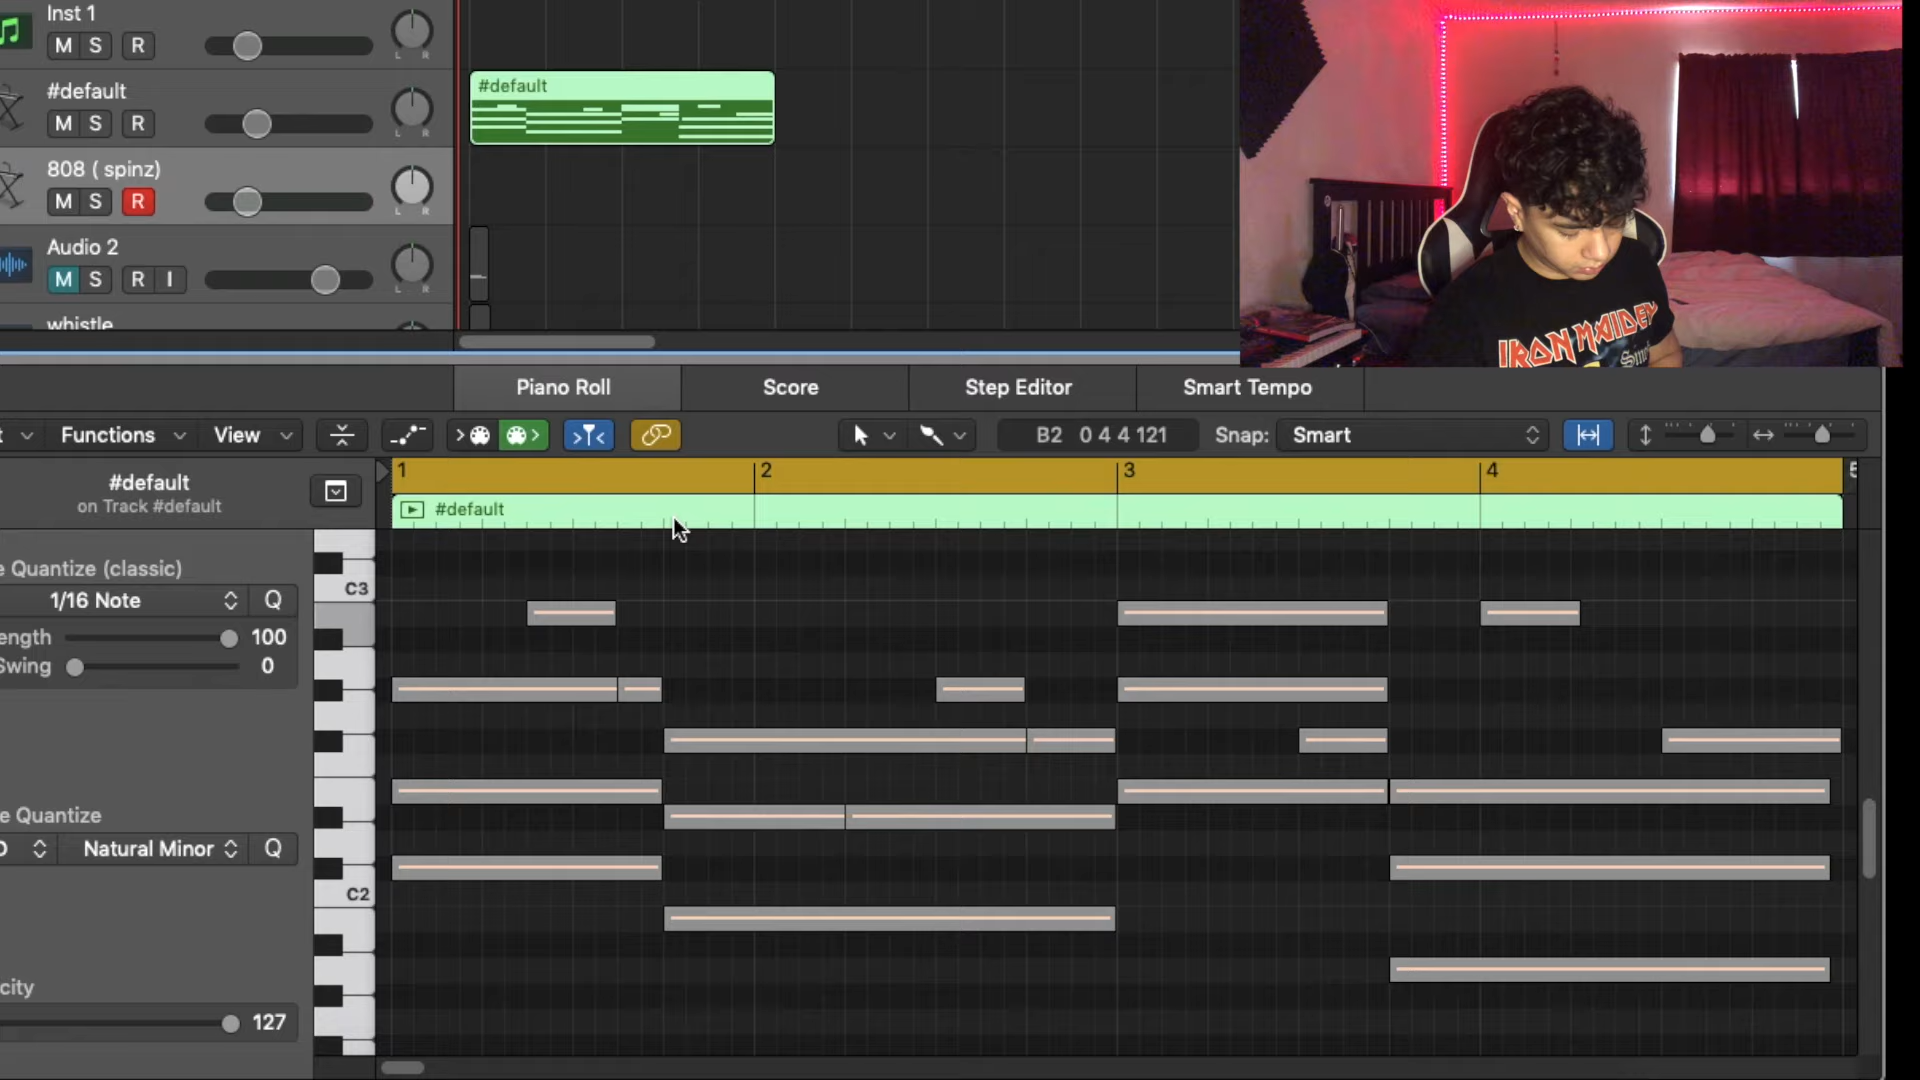 Inst 1
M S R
L R
#default
M S R
L R
#default
808 ( spinz)
M S R
L R
Audio 2
M S R I
L R
whistle
IRON MAIDEN
Piano Roll Score Step Editor Smart Tempo
Functions View B2 0 4 4 121 Snap: Smart
#default
on Track #default
1 2 3 4
#default
e Quantize (classic)
1/16 Note Q
ength 100
Swing 0
e Quantize
Natural Minor Q
city
127
C3
C2